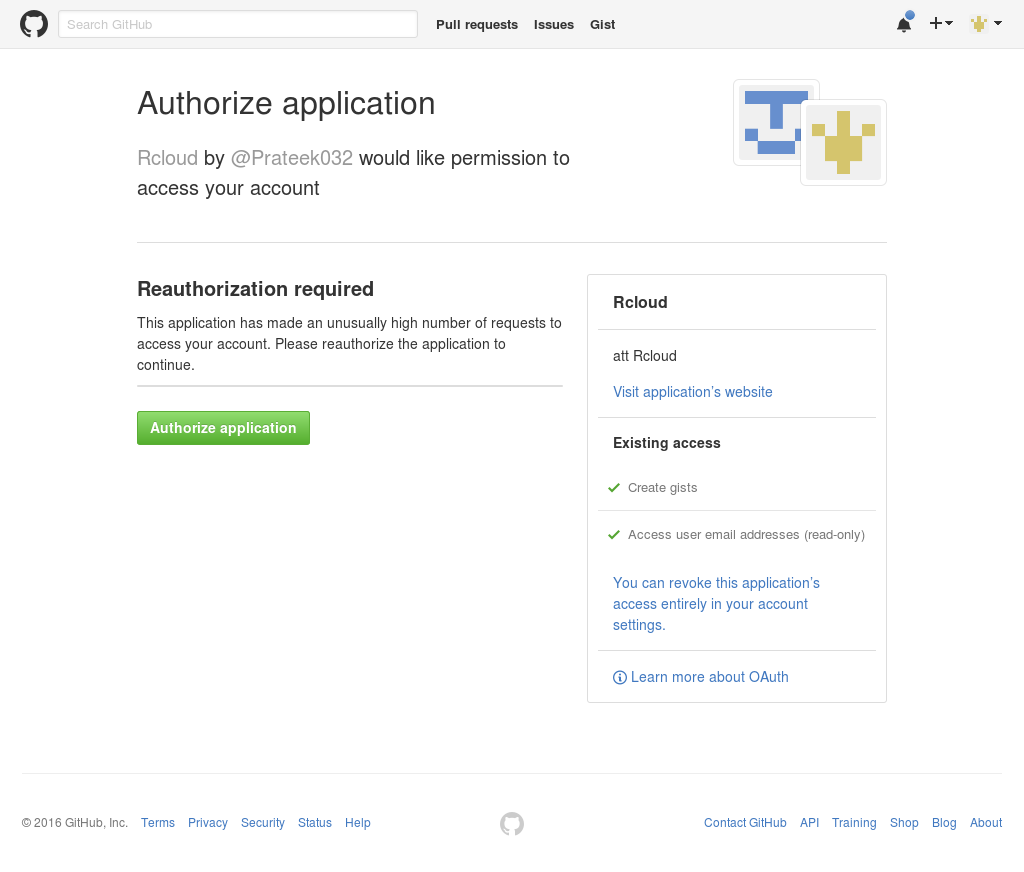 Search GitHub
Pull requests Issues Gist
Authorize application
Rcloud by @Prateek032 would like permission to
access your account
Reauthorization required
This application has made an unusually high number of requests to
access your account. Please reauthorize the application to
continue.
Authorize application
Rcloud
att Rcloud
Visit application's website
Existing access
Create gists
Access user email addresses (read-only)
You can revoke this application's
access entirely in your account
settings.
Learn more about OAuth
© 2016 GitHub, Inc. Terms Privacy Security Status Help
Contact GitHub API Training Shop Blog About